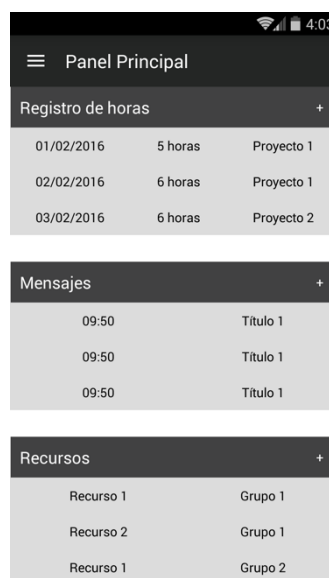 4:03
Panel Principal
Registro de horas +
01/02/2016 5 horas Proyecto 1
02/02/2016 6 horas Proyecto 1
03/02/2016 6 horas Proyecto 2
Mensajes +
09:50 Título 1
09:50 Título 1
09:50 Título 1
Recursos +
Recurso 1 Grupo 1
Recurso 2 Grupo 1
Recurso 1 Grupo 2